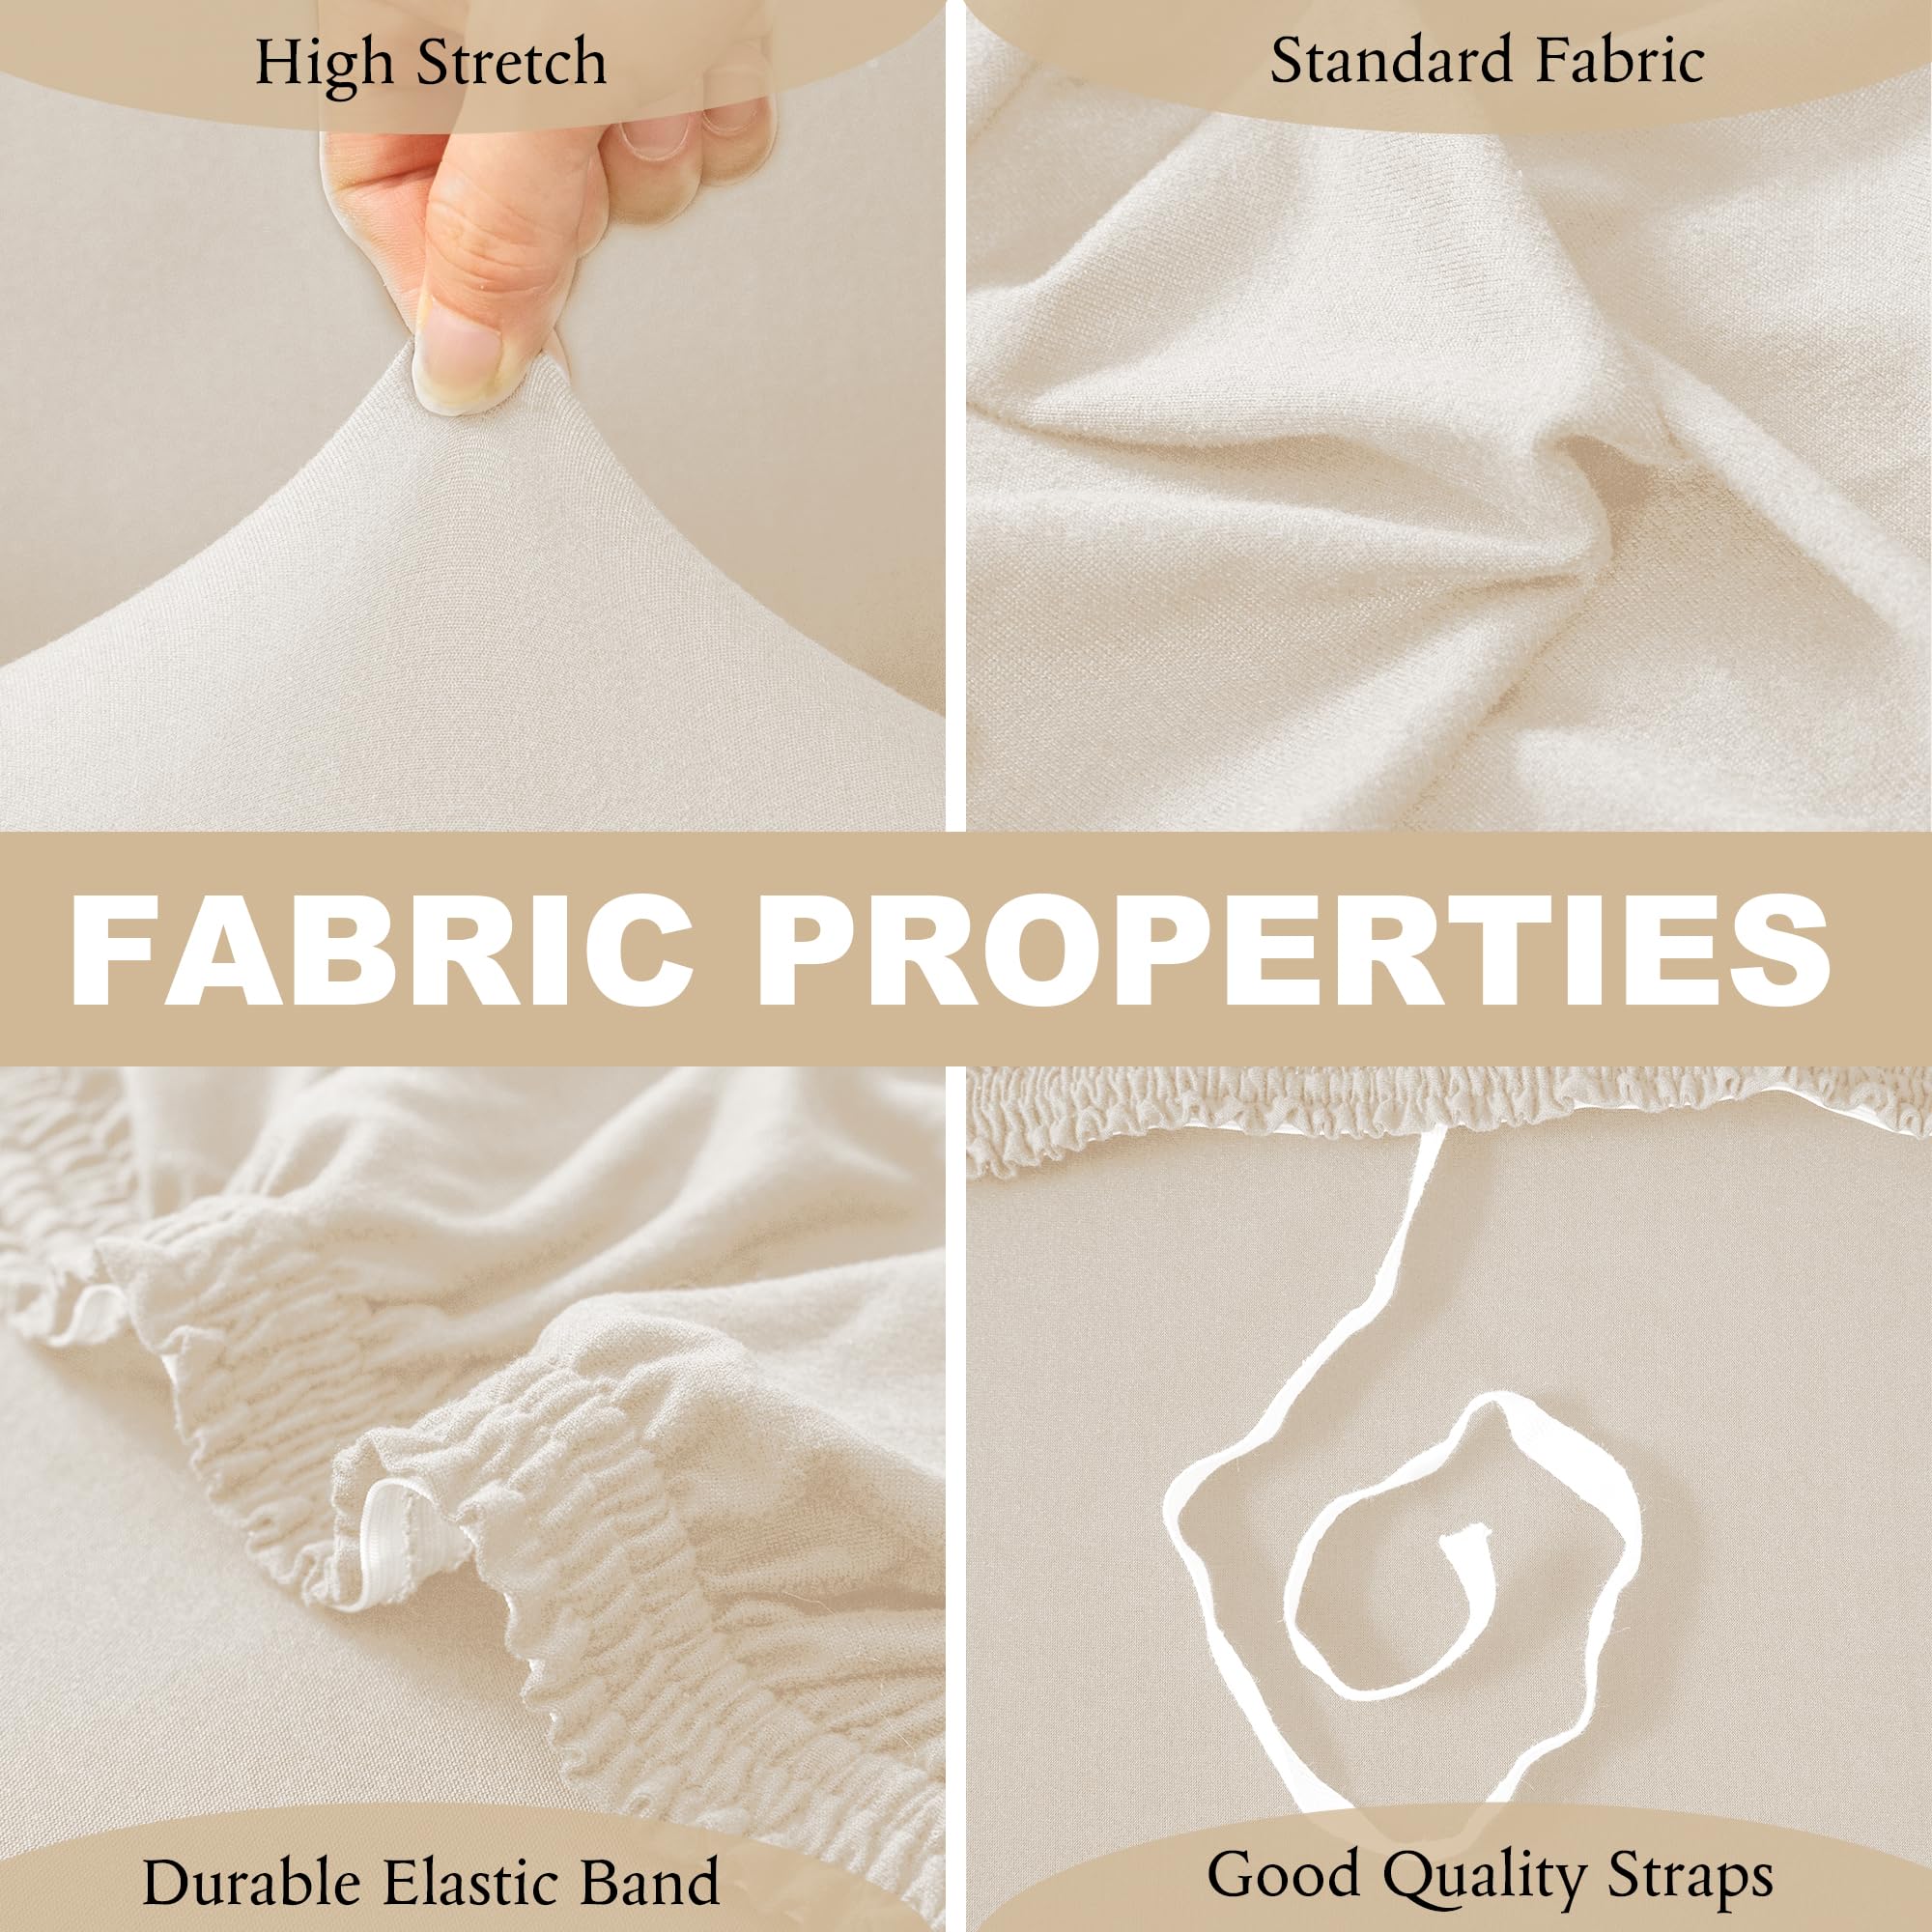 High Stretch
Standard Fabric
FABRIC PROPERTIES
Durable Elastic Band
Good Quality Straps